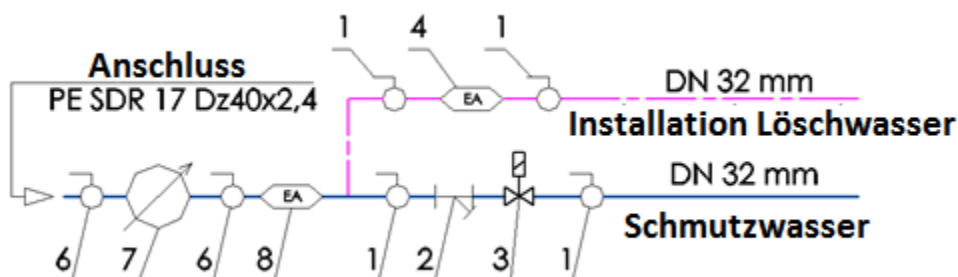 1 4 1
Anschluss
PE SDR 17 Dz40x2,4
EA
DN 32 mm
Installation Löschwasser
EA
DN 32 mm
Schmutzwasser
6 7 6 8 1 2 3 1